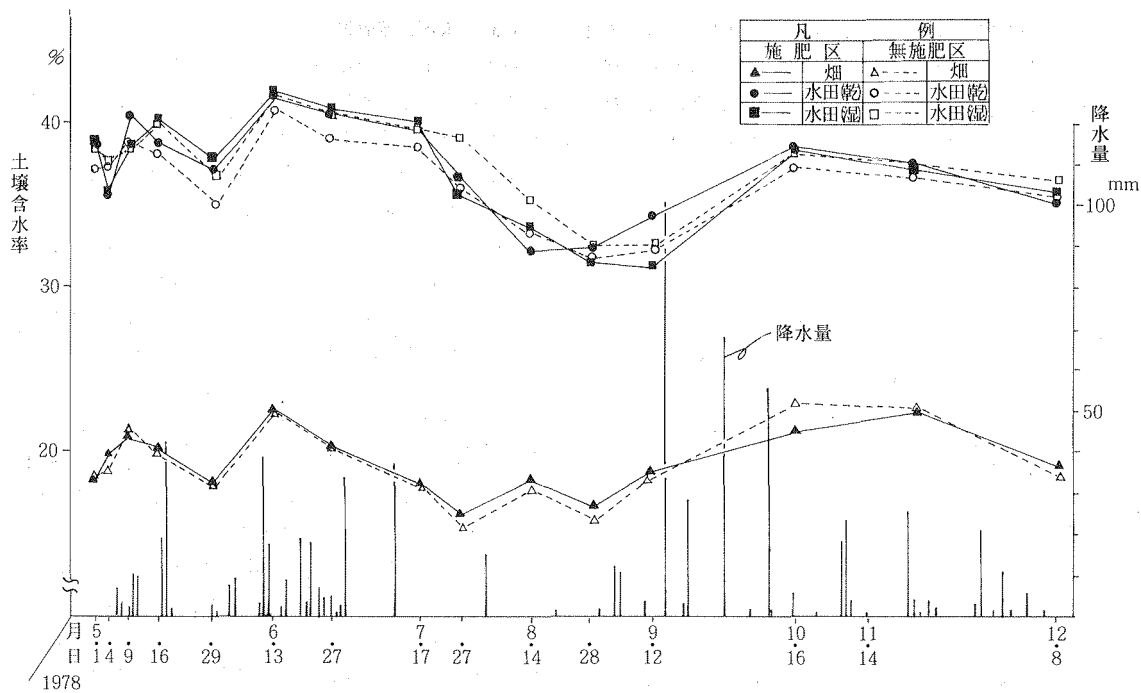 凡 例
施肥区 無施肥区
▲── 畑 △---- 畑
●── 水田(乾) ○---- 水田(乾)
■── 水田(湿) □---- 水田(湿)
%
40
30
20
土壌含水率
降水量
mm
100
50
降水量
月 5 6 7 8 9 10 11 12
日 1 4 9 16 29 13 27 17 27 14 28 12 16 14 8
1978